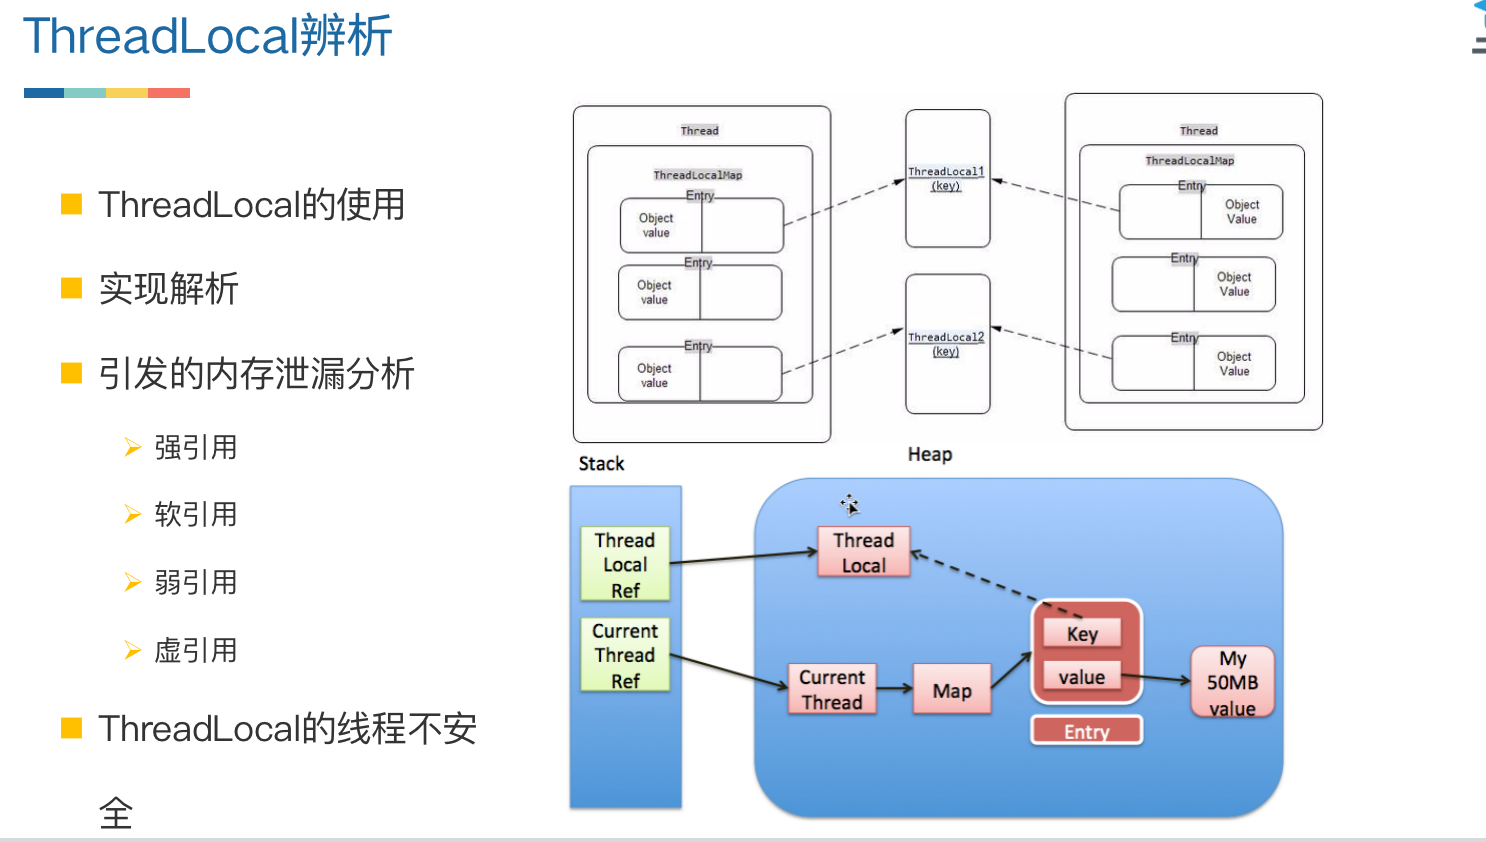 ThreadLocal辨析
ThreadLocal的使用
实现解析
引发的内存泄漏分析
强引用
软引用
弱引用
虚引用
ThreadLocal的线程不安
全
Thread
ThreadLocalMap
Entry
Object
value
Entry
Object
value
Entry
Object
value
ThreadLocal1
(key)
ThreadLocal2
(key)
Thread
ThreadLocalMap
Entry
Object
Value
Entry
Object
Value
Entry
Object
Value
Stack
Thread
Local
Ref
Current
Thread
Ref
Heap
Thread
Local
Current
Thread
Map
Key
value
Entry
My
50MB
value